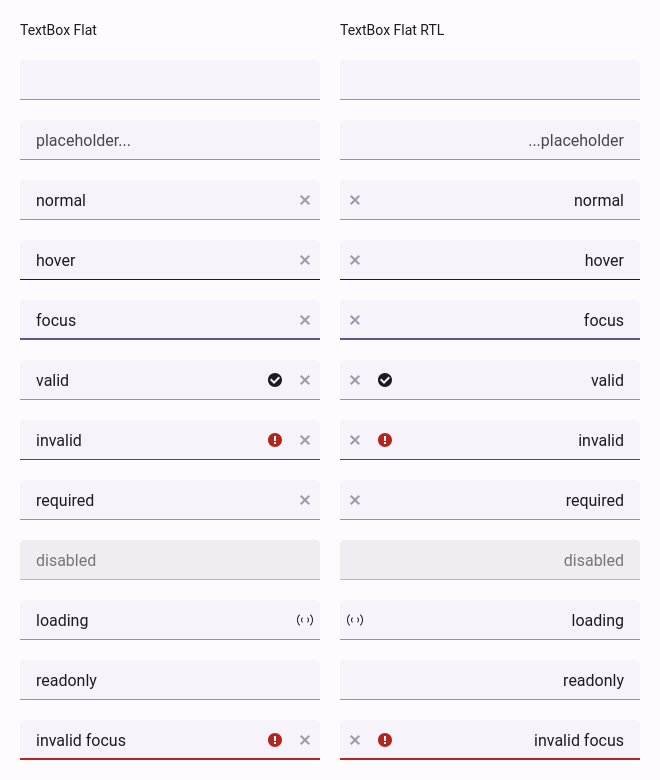 TextBox Flat
TextBox Flat RTL
placeholder...
...placeholder
normal
normal
hover
hover
focus
focus
valid
valid
invalid
invalid
required
required
disabled
disabled
loading
loading
readonly
readonly
invalid focus
invalid focus